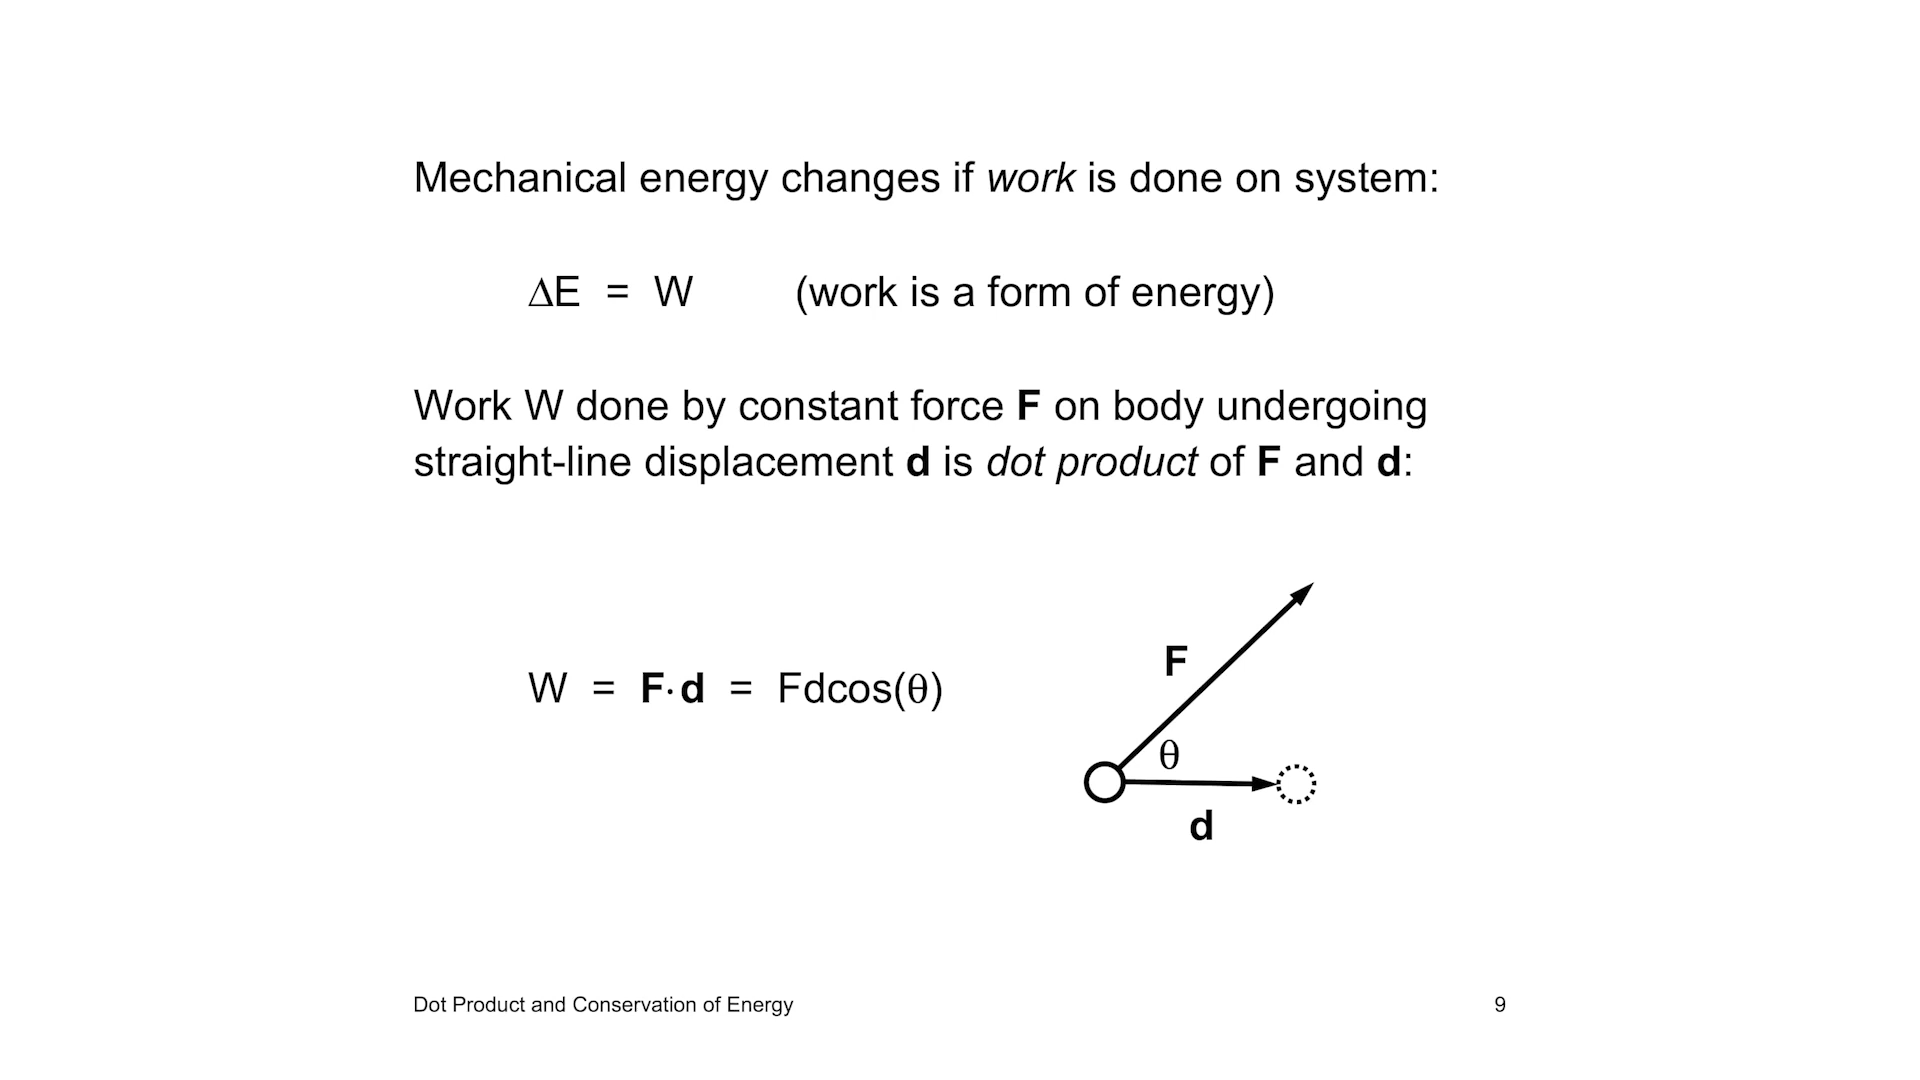 Mechanical energy changes if work is done on system:
ΔE = W (work is a form of energy)
Work W done by constant force F on body undergoing
straight-line displacement d is dot product of F and d:
W = F·d = Fdcos(θ)
F
θ
d
Dot Product and Conservation of Energy 9